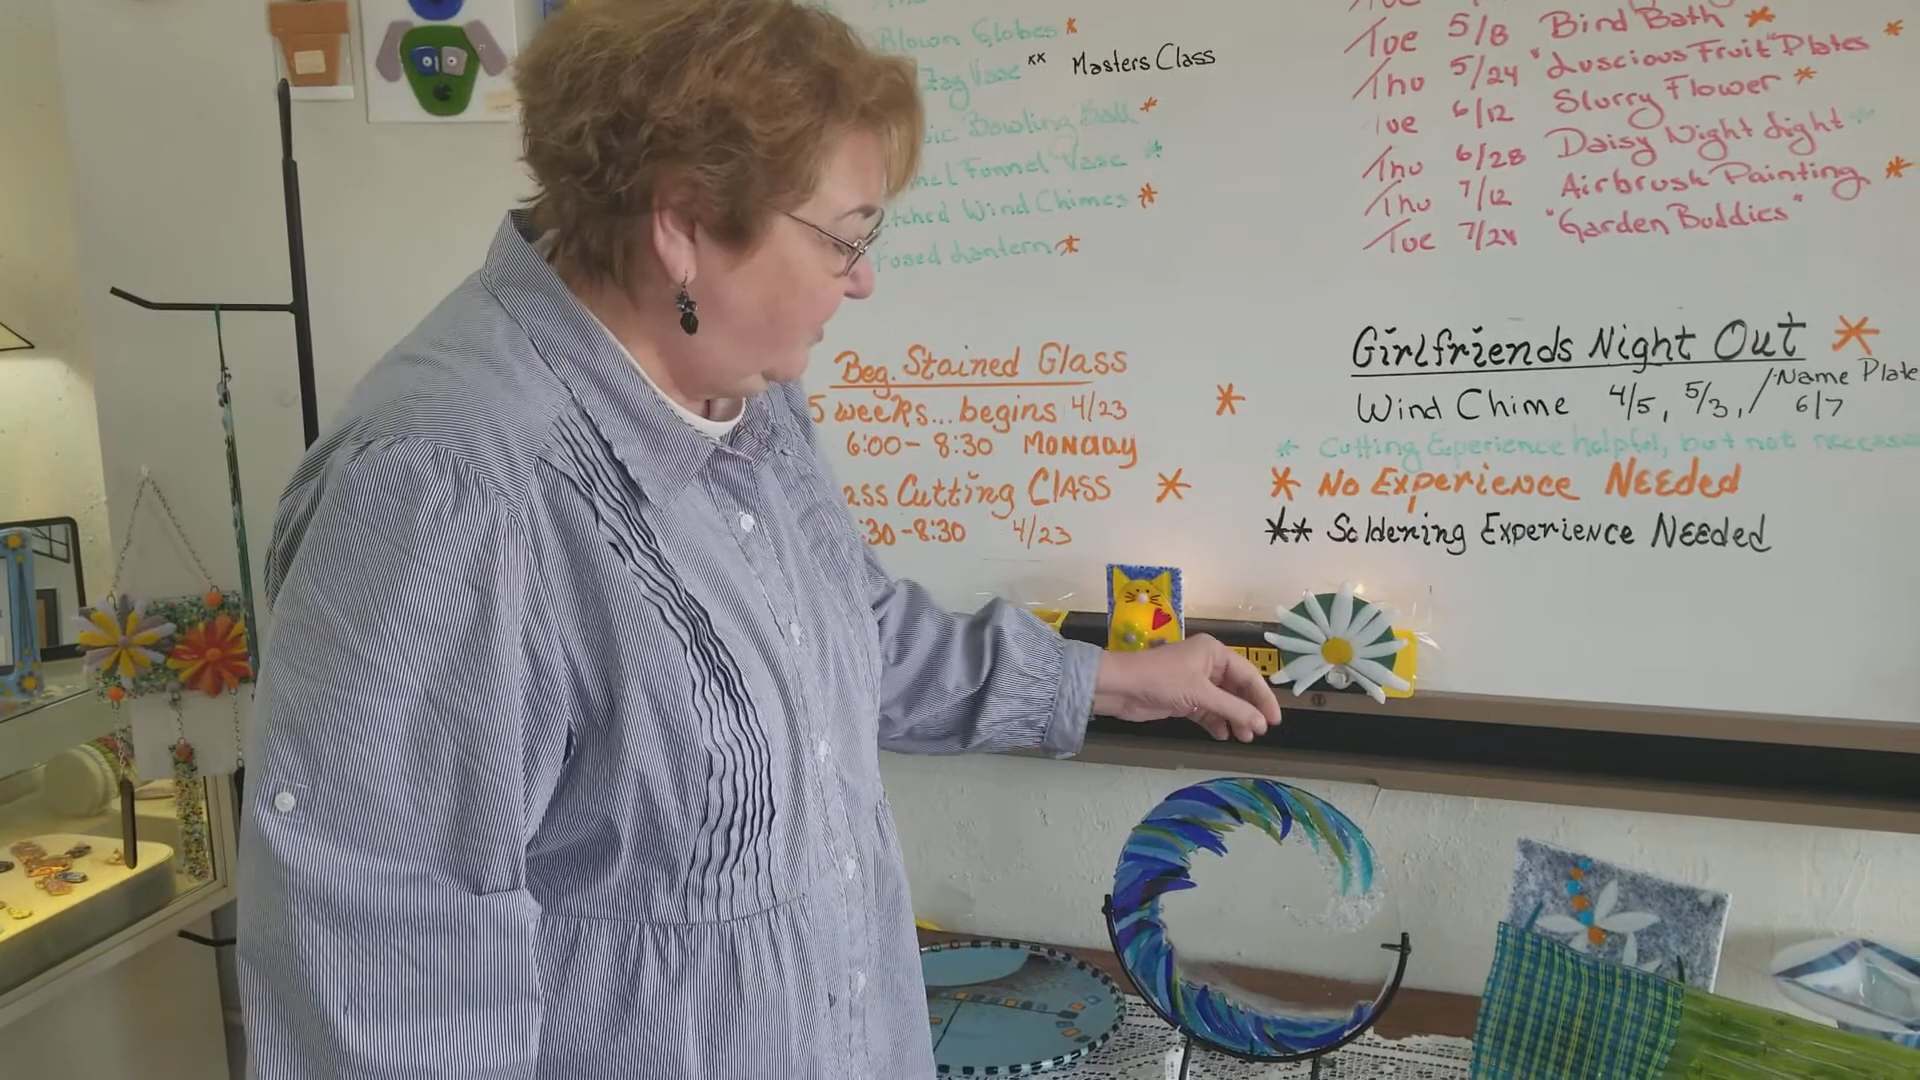 Blown Globes *
Zag Vase ** Masters Class
Bowling Ball *
Funnel Vase *
Wind Chimes *
Fused Lantern *
Beg. Stained Glass
5 weeks... begins 4/23 *
6:00 - 8:30 Monday
Cutting Class *
:30 - 8:30 4/23
Tue 5/8 Bird Bath *
Thu 5/24 "Luscious Fruit" Plates *
Tue 6/12 Slurry Flower *
Thu 6/28 Daisy Night Light *
Thu 7/12 Airbrush Painting *
Tue 7/24 "Garden Buddies"
Girlfriends Night Out *
Wind Chime 4/5, 5/3, / Name Plate 6/7
* Cutting Experience helpful, but not
* No Experience Needed
** Soldering Experience Needed